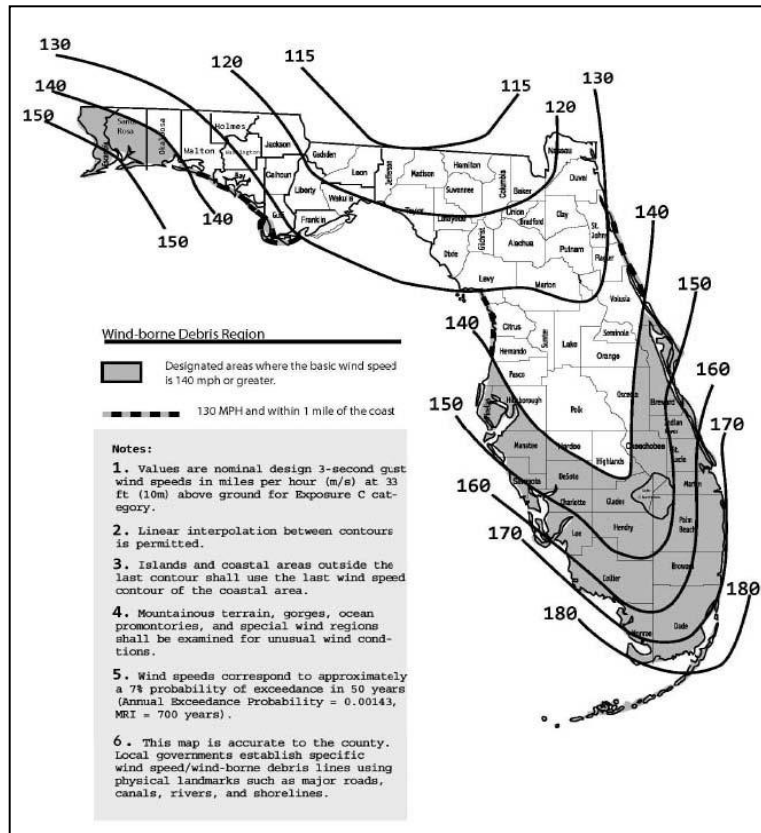 130
120
115
115
130
120
140
150
140
150
Holmes
Santa
Rosa
Okaloosa
Walton
Jackson
Washington
Bay
Calhoun
Gulf
Liberty
Gadsden
Leon
Wakulla
Franklin
Jefferson
Madison
Taylor
Hamilton
Suwannee
Columbia
Baker
Nassau
Duval
Union
Bradford
Clay
St.
Johns
Dixie
Gilchrist
Alachua
Putnam
Flagler
Levy
Marion
Volusia
140
150
160
170
140
150
160
170
180
180
Citrus
Hernando
Sumter
Lake
Seminole
Orange
Pasco
Hillsborough
Polk
Osceola
Brevard
Indian
River
Manatee
Hardee
Highlands
Okeechobee
St.
Lucie
Sarasota
DeSoto
Martin
Charlotte
Glades
Lee
Hendry
Palm
Beach
Collier
Broward
Monroe
Dade
Wind-borne Debris Region
Designated areas where the basic wind speed
is 140 mph or greater.
130 MPH and within 1 mile of the coast
Notes:
1. Values are nominal design 3-second gust
wind speeds in miles per hour (m/s) at 33
ft (10m) above ground for Exposure C cat-
egory.
2. Linear interpolation between contours
is permitted.
3. Islands and coastal areas outside the
last contour shall use the last wind speed
contour of the coastal area.
4. Mountainous terrain, gorges, ocean
promontories, and special wind regions
shall be examined for unusual wind cond-
tions.
5. Wind speeds correspond to approximately
a 7% probability of exceedance in 50 years
(Annual Exceedance Probability = 0.00143,
MRI = 700 years).
6. This map is accurate to the county.
Local governments establish specific
wind speed/wind-borne debris lines using
physical landmarks such as major roads,
canals, rivers, and shorelines.